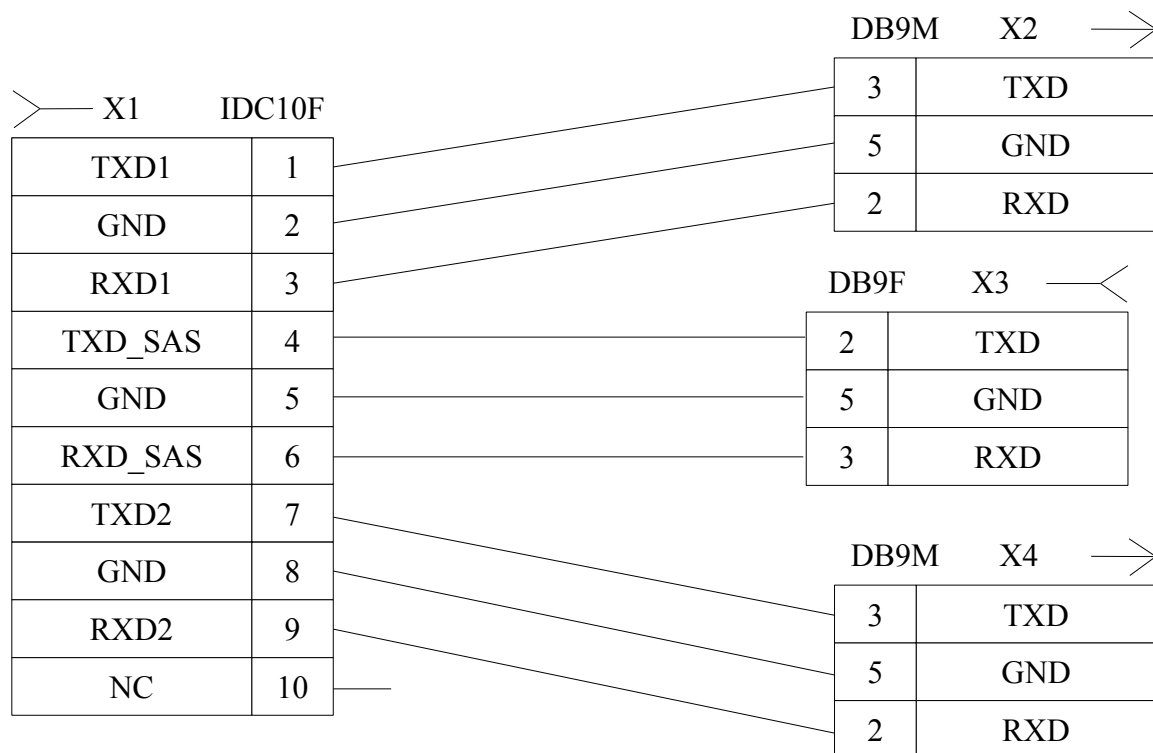 X1 IDC10F
TXD1 1
GND 2
RXD1 3
TXD_SAS 4
GND 5
RXD_SAS 6
TXD2 7
GND 8
RXD2 9
NC 10
DB9M X2
3 TXD
5 GND
2 RXD
DB9F X3
2 TXD
5 GND
3 RXD
DB9M X4
3 TXD
5 GND
2 RXD